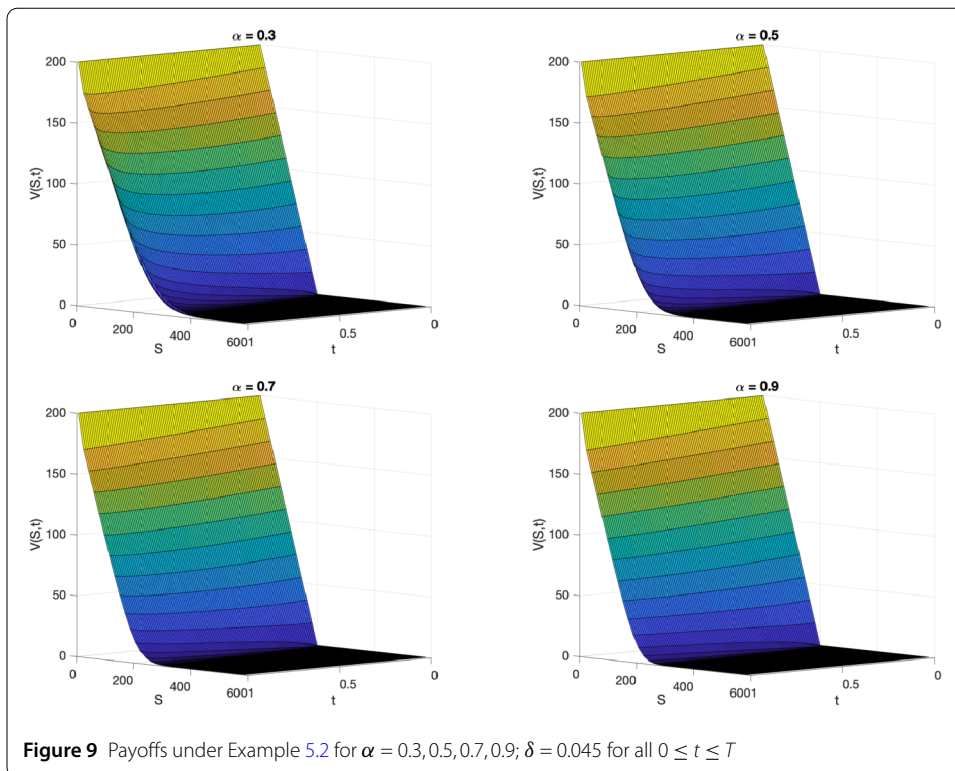 α = 0.3
200
150
100
50
0
V(S,t)
0
200
400
6001
S
0.5
0
t
α = 0.5
200
150
100
50
0
V(S,t)
0
200
400
6001
S
0.5
0
t
α = 0.7
200
150
100
50
0
V(S,t)
0
200
400
6001
S
0.5
0
t
α = 0.9
200
150
100
50
0
V(S,t)
0
200
400
6001
S
0.5
0
t
Figure 9 Payoffs under Example 5.2 for α = 0.3, 0.5, 0.7, 0.9; δ = 0.045 for all 0 ≤ t ≤ T